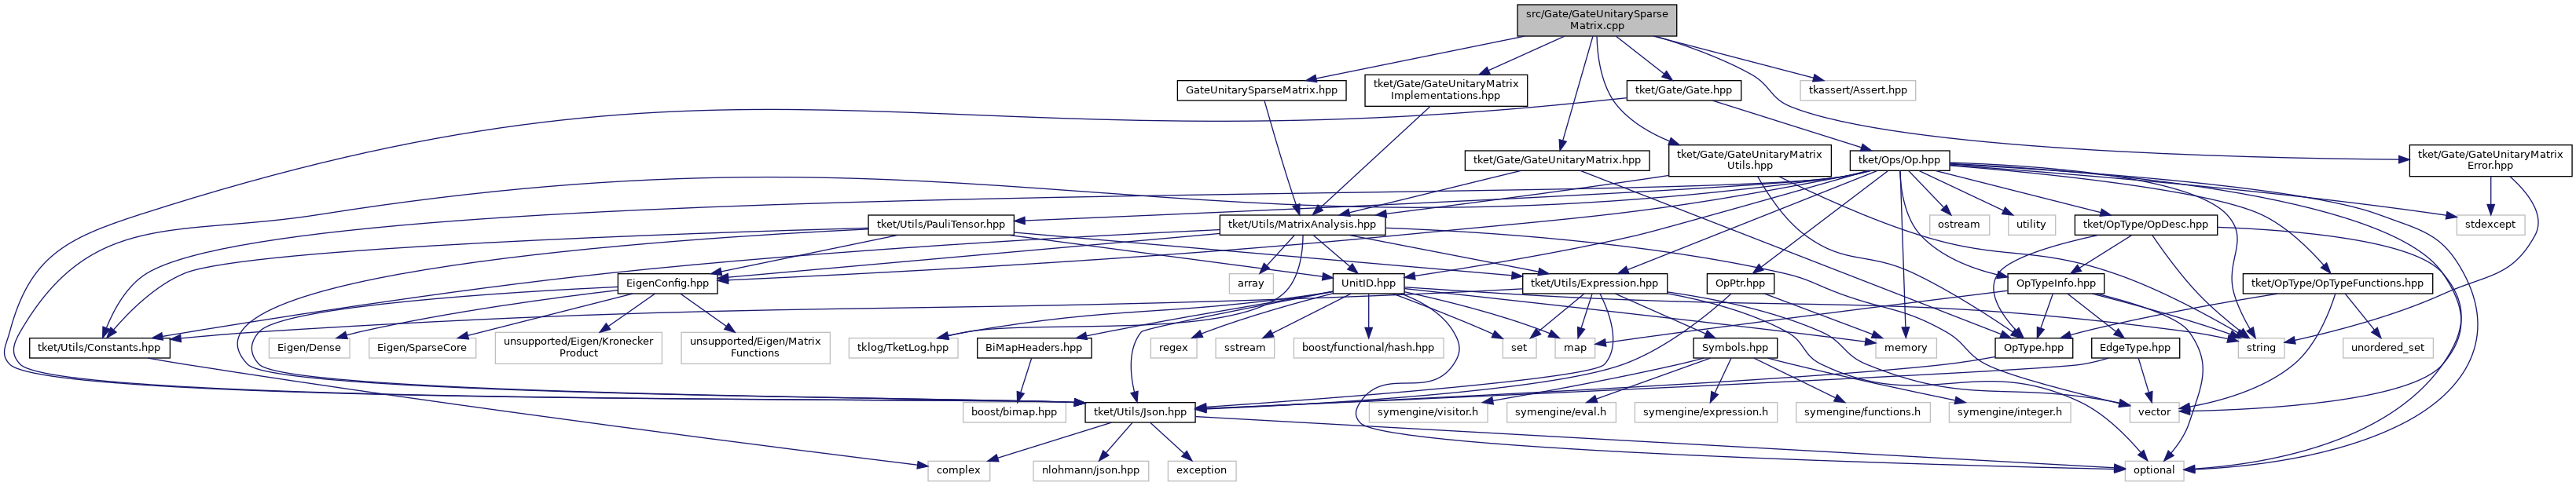 src/Gate/GateUnitarySparse
Matrix.cpp
GateUnitarySparseMatrix.hpp
tket/Gate/GateUnitaryMatrix
Implementations.hpp
tket/Gate/Gate.hpp
tkassert/Assert.hpp
tket/Gate/GateUnitaryMatrix.hpp
tket/Gate/GateUnitaryMatrix
Utils.hpp
tket/Ops/Op.hpp
tket/Gate/GateUnitaryMatrix
Error.hpp
tket/Utils/PauliTensor.hpp
tket/Utils/MatrixAnalysis.hpp
ostream
utility
tket/OpType/OpDesc.hpp
stdexcept
EigenConfig.hpp
array
UnitID.hpp
tket/Utils/Expression.hpp
OpPtr.hpp
OpTypeInfo.hpp
tket/OpType/OpTypeFunctions.hpp
tket/Utils/Constants.hpp
Eigen/Dense
Eigen/SparseCore
unsupported/Eigen/Kronecker
Product
unsupported/Eigen/Matrix
Functions
tklog/TketLog.hpp
BiMapHeaders.hpp
regex
sstream
boost/functional/hash.hpp
set
map
Symbols.hpp
memory
OpType.hpp
EdgeType.hpp
string
unordered_set
boost/bimap.hpp
tket/Utils/Json.hpp
symengine/visitor.h
symengine/eval.h
symengine/expression.h
symengine/functions.h
symengine/integer.h
vector
complex
nlohmann/json.hpp
exception
optional